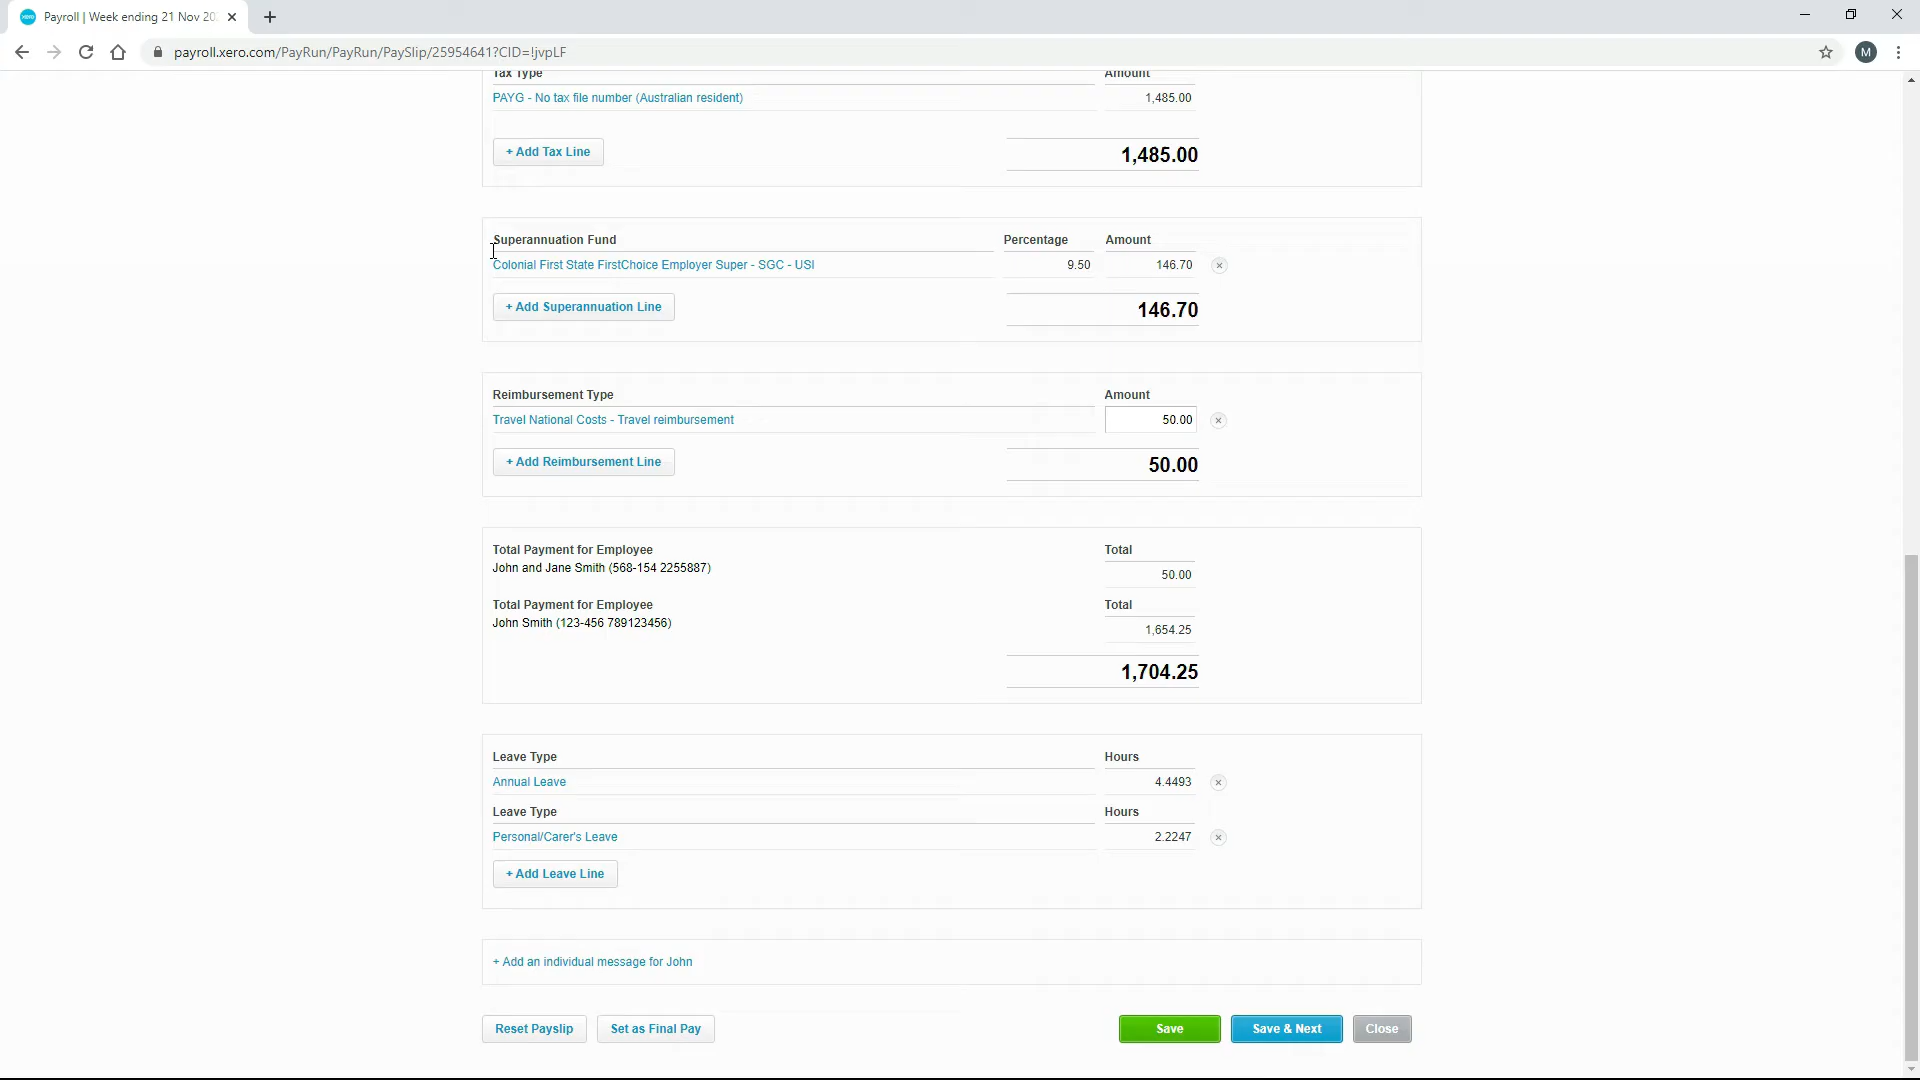 Payroll | Week ending 21 Nov 20
payroll.xero.com/PayRun/PayRun/PaySlip/25954641?CID=!jvpLF
M
Tax Type Amount
PAYG - No tax file number (Australian resident) 1,485.00
+ Add Tax Line 1,485.00
Superannuation Fund Percentage Amount
Colonial First State FirstChoice Employer Super - SGC - USI 9.50 146.70
+ Add Superannuation Line 146.70
Reimbursement Type Amount
Travel National Costs - Travel reimbursement 50.00
+ Add Reimbursement Line 50.00
Total Payment for Employee Total
John and Jane Smith (568-154 2255887)
50.00
Total Payment for Employee Total
John Smith (123-456 789123456)
1,654.25
1,704.25
Leave Type Hours
Annual Leave 4.4493
Leave Type Hours
Personal/Carer's Leave 2.2247
+ Add Leave Line
+ Add an individual message for John
Reset Payslip Set as Final Pay Save Save & Next Close